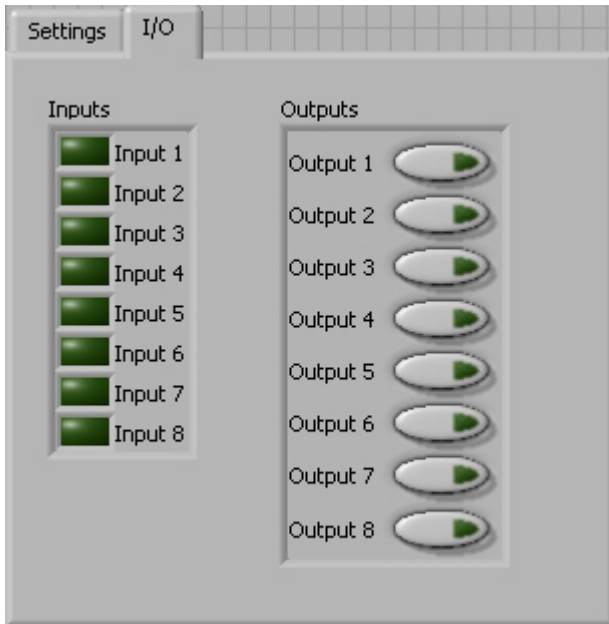 Settings
I/O
Inputs
Input 1
Input 2
Input 3
Input 4
Input 5
Input 6
Input 7
Input 8
Outputs
Output 1
Output 2
Output 3
Output 4
Output 5
Output 6
Output 7
Output 8